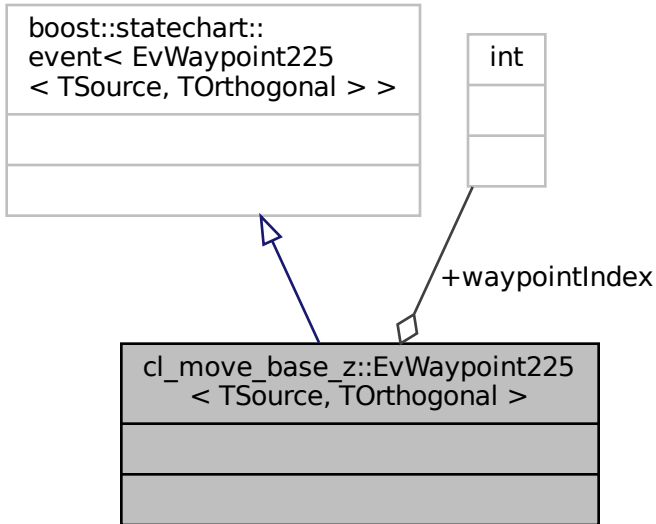 boost::statechart::
event< EvWaypoint225
< TSource, TOrthogonal > >
int
+waypointIndex
cl_move_base_z::EvWaypoint225
< TSource, TOrthogonal >